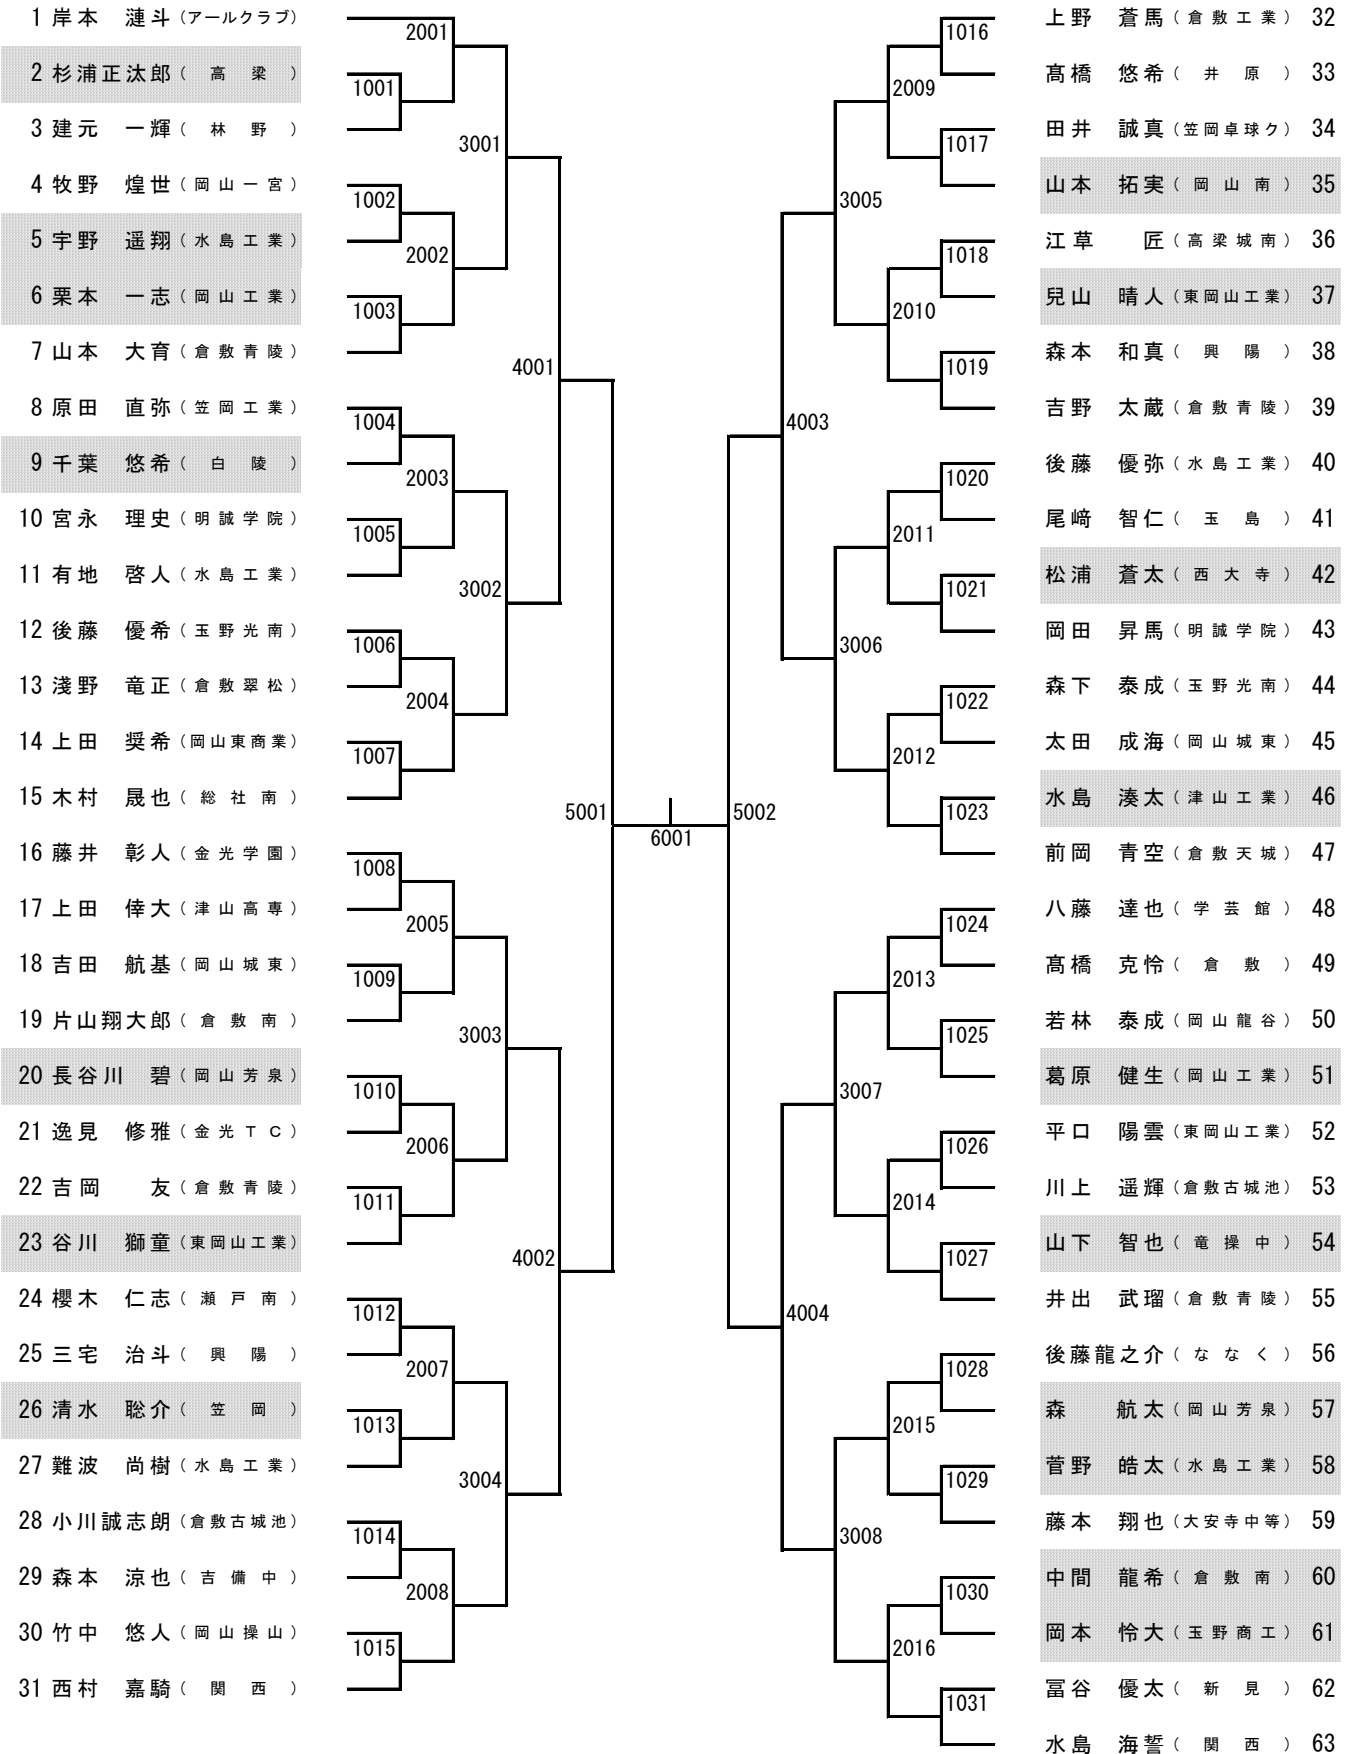 1 岸本 漣斗（アールクラブ）
2 杉浦正汰郎（高梁）
3 建元 一輝（林野）
4 牧野 煌世（岡山一宮）
5 宇野 遥翔（水島工業）
6 栗本 一志（岡山工業）
7 山本 大育（倉敷青陵）
8 原田 直弥（笠岡工業）
9 千葉 悠希（白陵）
10 宮永 理史（明誠学院）
11 有地 啓人（水島工業）
12 後藤 優希（玉野光南）
13 淺野 竜正（倉敷翠松）
14 上田 奨希（岡山東商業）
15 木村 晟也（総社南）
16 藤井 彰人（金光学園）
17 上田 倖大（津山高専）
18 吉田 航基（岡山城東）
19 片山翔大郎（倉敷南）
20 長谷川 碧（岡山芳泉）
21 逸見 修雅（金光ＴＣ）
22 吉岡 友（倉敷青陵）
23 谷川 獅童（東岡山工業）
24 櫻木 仁志（瀬戸南）
25 三宅 治斗（興陽）
26 清水 聡介（笠岡）
27 難波 尚樹（水島工業）
28 小川誠志朗（倉敷古城池）
29 森本 涼也（吉備中）
30 竹中 悠人（岡山操山）
31 西村 嘉騎（関西）
2001
1001
3001
1002
2002
1003
4001
1004
2003
1005
3002
1006
2004
1007
5001
1008
2005
1009
3003
1010
2006
1011
4002
1012
2007
1013
3004
1014
2008
1015
6001
5002
1016
2009
1017
3005
1018
2010
1019
4003
1020
2011
1021
3006
1022
2012
1023
1024
2013
1025
3007
1026
2014
1027
4004
1028
2015
1029
3008
1030
2016
1031
上野 蒼馬（倉敷工業） 32
髙橋 悠希（井原） 33
田井 誠真（笠岡卓球ク） 34
山本 拓実（岡山南） 35
江草 匠（高梁城南） 36
兒山 晴人（東岡山工業） 37
森本 和真（興陽） 38
吉野 太蔵（倉敷青陵） 39
後藤 優弥（水島工業） 40
尾﨑 智仁（玉島） 41
松浦 蒼太（西大寺） 42
岡田 昇馬（明誠学院） 43
森下 泰成（玉野光南） 44
太田 成海（岡山城東） 45
水島 湊太（津山工業） 46
前岡 青空（倉敷天城） 47
八藤 達也（学芸館） 48
髙橋 克怜（倉敷） 49
若林 泰成（岡山龍谷） 50
葛原 健生（岡山工業） 51
平口 陽雲（東岡山工業） 52
川上 遥輝（倉敷古城池） 53
山下 智也（竜操中） 54
井出 武瑠（倉敷青陵） 55
後藤龍之介（ななく） 56
森 航太（岡山芳泉） 57
菅野 皓太（水島工業） 58
藤本 翔也（大安寺中等） 59
中間 龍希（倉敷南） 60
岡本 怜大（玉野商工） 61
冨谷 優太（新見） 62
水島 海誓（関西） 63